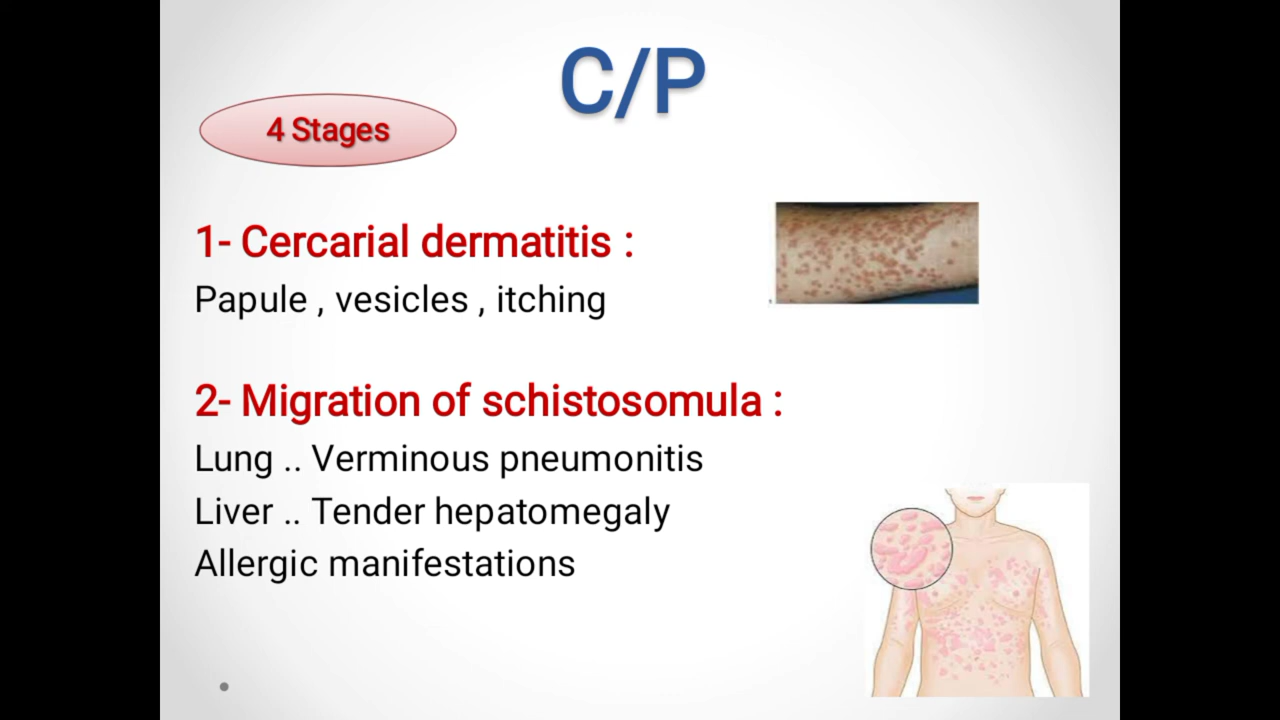 C/P
4 Stages
1- Cercarial dermatitis :
Papule , vesicles , itching
2- Migration of schistosomula :
Lung .. Verminous pneumonitis
Liver .. Tender hepatomegaly
Allergic manifestations